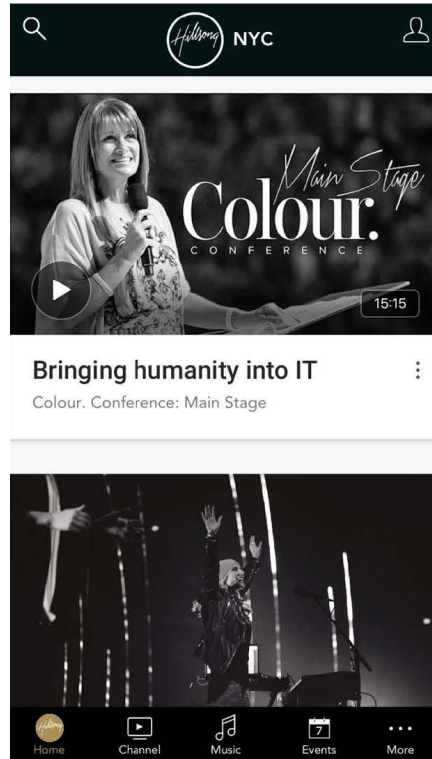 Hillsong NYC
Main Stage
Colour.
CONFERENCE
15:15
Bringing humanity into IT
Colour. Conference: Main Stage
Hillsong
7
Home Channel Music Events More